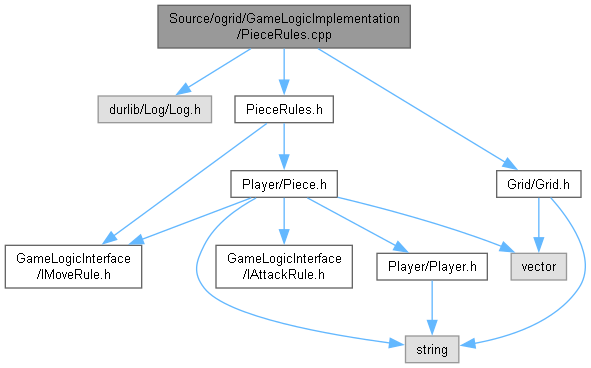 Source/ogrid/GameLogicImplementation
/PieceRules.cpp
durlib/Log/Log.h
PieceRules.h
Player/Piece.h
Grid/Grid.h
GameLogicInterface
/IMoveRule.h
GameLogicInterface
/IAttackRule.h
Player/Player.h
vector
string